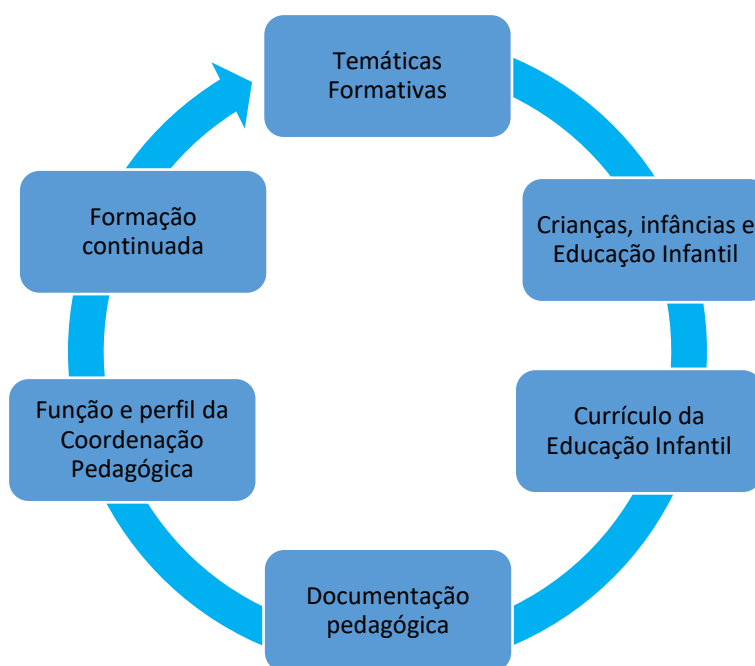 Temáticas
Formativas
Crianças, infâncias e
Educação Infantil
Currículo da
Educação Infantil
Documentação
pedagógica
Função e perfil da
Coordenação
Pedagógica
Formação
continuada